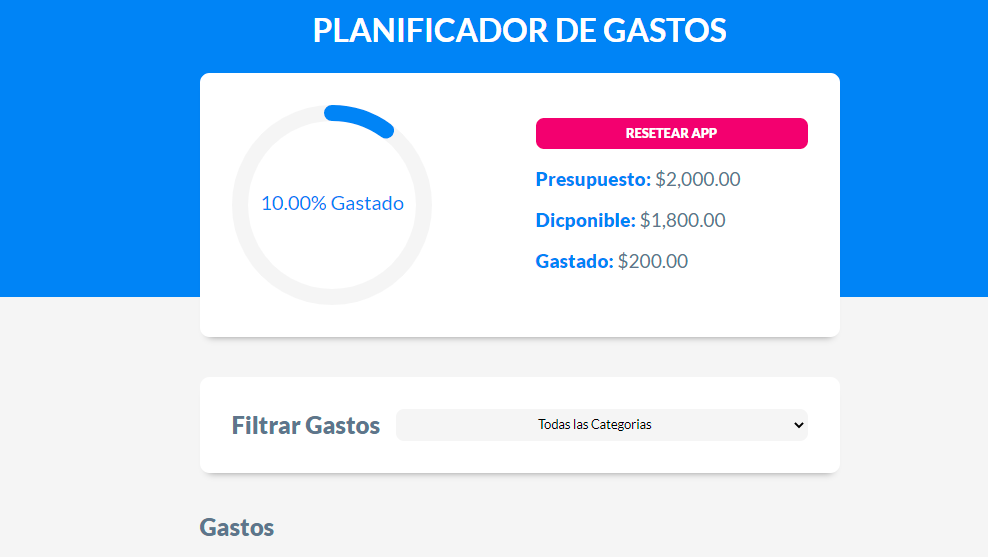 PLANIFICADOR DE GASTOS
10.00% Gastado
RESETEAR APP
Presupuesto: $2,000.00
Dicponible: $1,800.00
Gastado: $200.00
Filtrar Gastos
Todas las Categorias
Gastos